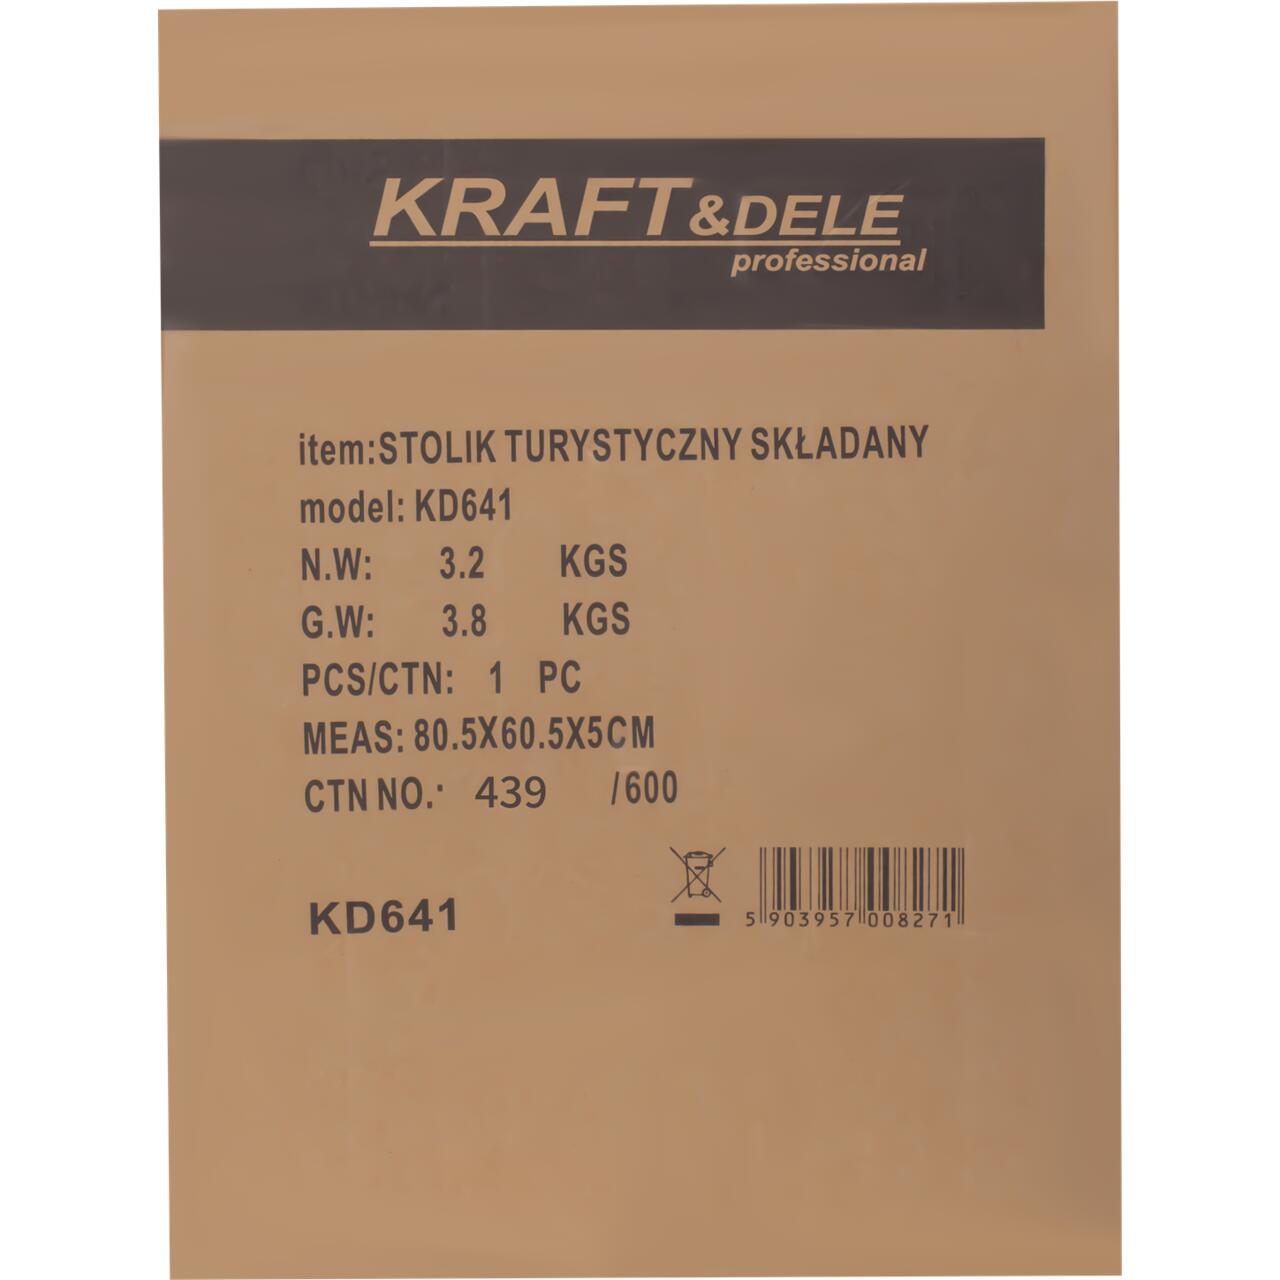 KRAFT&DELE
professional
item:STOLIK TURYSTYCZNY SKŁADANY
model: KD641
N.W: 3.2 KGS
G.W: 3.8 KGS
PCS/CTN: 1 PC
MEAS: 80.5X60.5X5CM
CTN NO.: 439 /600
KD641
5 903957 008271